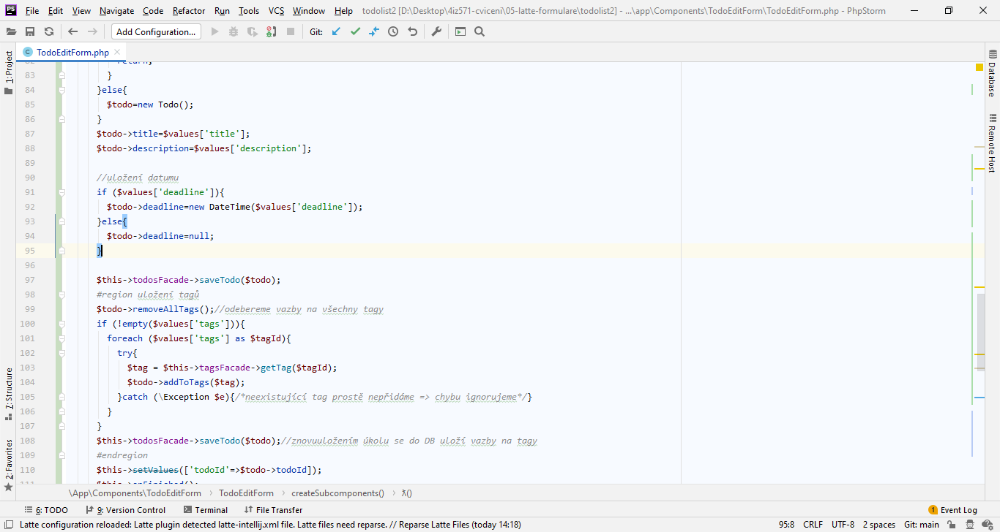 PS File Edit View Navigate Code Refactor Run Tools VCS Window Help todolist2 [D:\Desktop\4iz571-cviceni\05-latte-formulare\todolist2] - ...\app\Components\TodoEditForm\TodoEditForm.php - PhpStorm
Add Configuration... Git:
C TodoEditForm.php
1: Project
7: Structure
2: Favorites
Database
Remote Host
82 return;
83 }
84 }else{
85 $todo=new Todo();
86 }
87 $todo->title=$values['title'];
88 $todo->description=$values['description'];
89
90 //uložení datumu
91 if ($values['deadline']){
92 $todo->deadline=new DateTime($values['deadline']);
93 }else{
94 $todo->deadline=null;
95 }
96
97 $this->todosFacade->saveTodo($todo);
98 #region uložení tagů
99 $todo->removeAllTags();//odebereme vazby na všechny tagy
100 if (!empty($values['tags'])){
101 foreach ($values['tags'] as $tagId){
102 try{
103 $tag = $this->tagsFacade->getTag($tagId);
104 $todo->addToTags($tag);
105 }catch (\Exception $e){/*neexistující tag prostě nepřidáme => chybu ignorujeme*/}
106 }
107 }
108 $this->todosFacade->saveTodo($todo);//znovuuložením úkolu se do DB uloží vazby na tagy
109 #endregion
110 $this->setValues(['todoId'=>$todo->todoId]);
111 $this->onFinished();
\App\Components\TodoEditForm › TodoEditForm › createSubcomponents() › λ()
6: TODO 9: Version Control Terminal File Transfer 1 Event Log
Latte configuration reloaded: Latte plugin detected latte-intellij.xml file. Latte files need reparse. // Reparse Latte Files (today 14:18) 95:8 CRLF UTF-8 2 spaces Git: main